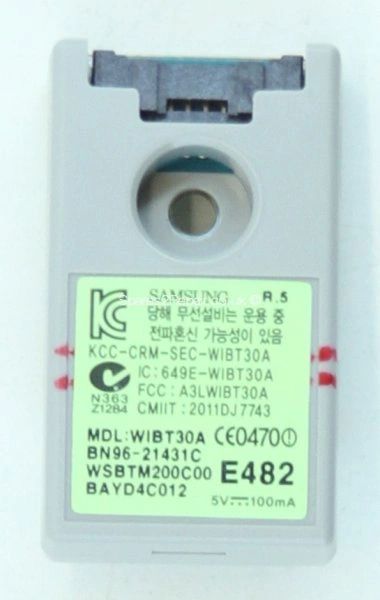 SAMSUNG R.5
당해 무선설비는 운용 중
전파혼신 가능성이 있음
KCC-CRM-SEC-WIBT30A
IC: 649E-WIBT30A
FCC: A3LWIBT30A
N363
Z1284
CMIIT: 2011DJ7743
MDL: WIBT30A CE0470
BN96-21431C
WSBTM200C00 E482
BAYD4C012
5V⎓100mA